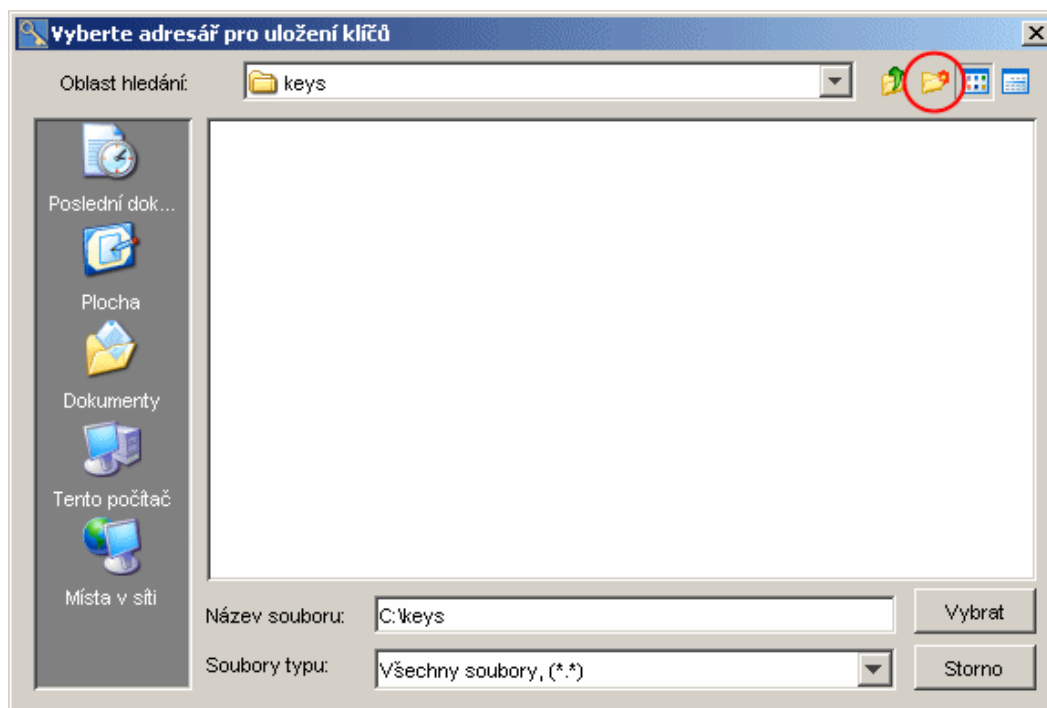 Vyberte adresář pro uložení klíčů
Oblast hledání:
keys
Poslední dok...
Plocha
Dokumenty
Tento počítač
Místa v síti
Název souboru:
C:\keys
Vybrat
Soubory typu:
Všechny soubory, (*.*)
Storno